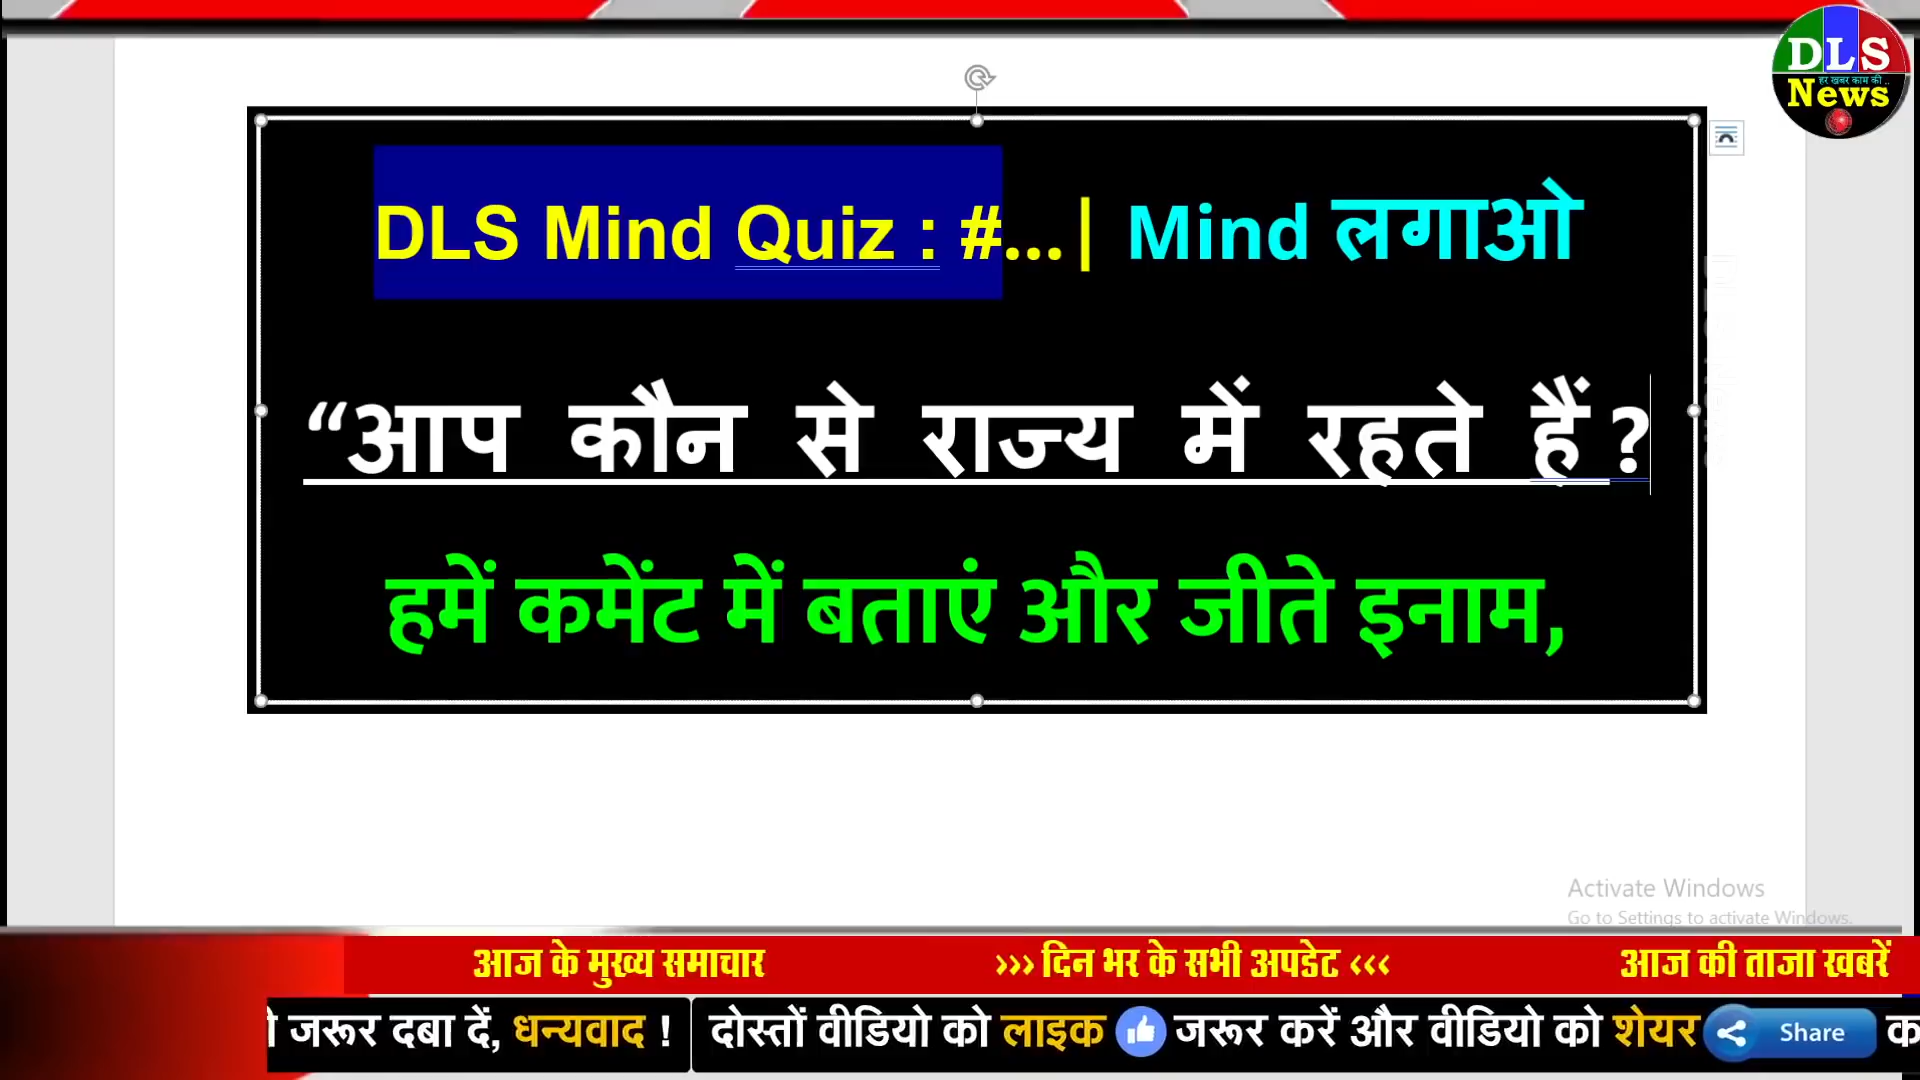 DLS
हर खबर काम की..
News
DLS Mind Quiz : #...| Mind लगाओ
“आप कौन से राज्य में रहते हैं ?
हमें कमेंट में बताएं और जीते इनाम,
Activate Windows
Go to Settings to activate Windows.
आज के मुख्य समाचार ››› दिन भर के सभी अपडेट ‹‹‹ आज की ताजा खबरें
जरूर दबा दें, धन्यवाद ! दोस्तों वीडियो को लाइक जरूर करें और वीडियो को शेयर Share